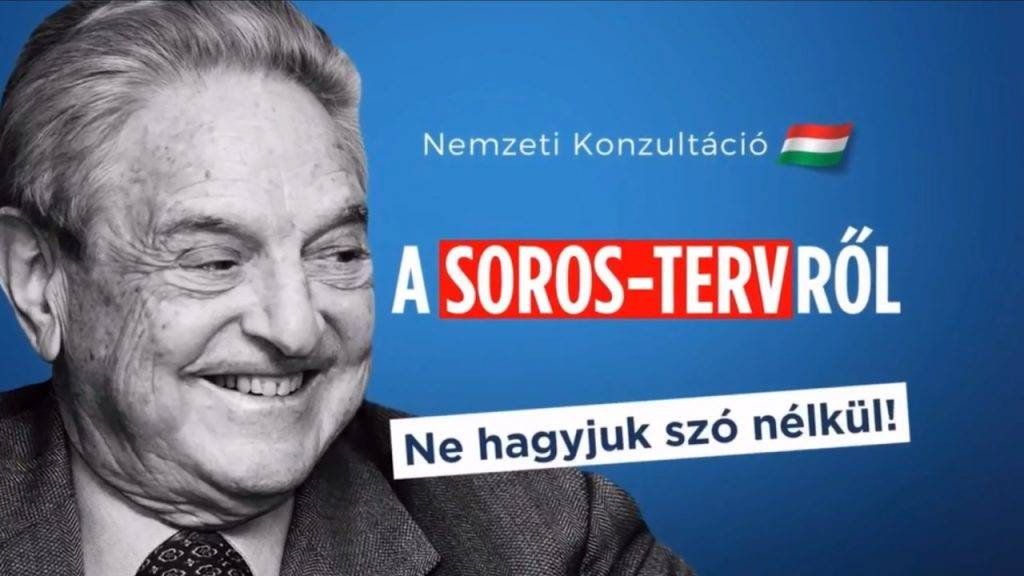 Nemzeti Konzultáció
A SOROS-TERVRŐL
Ne hagyjuk szó nélkül!